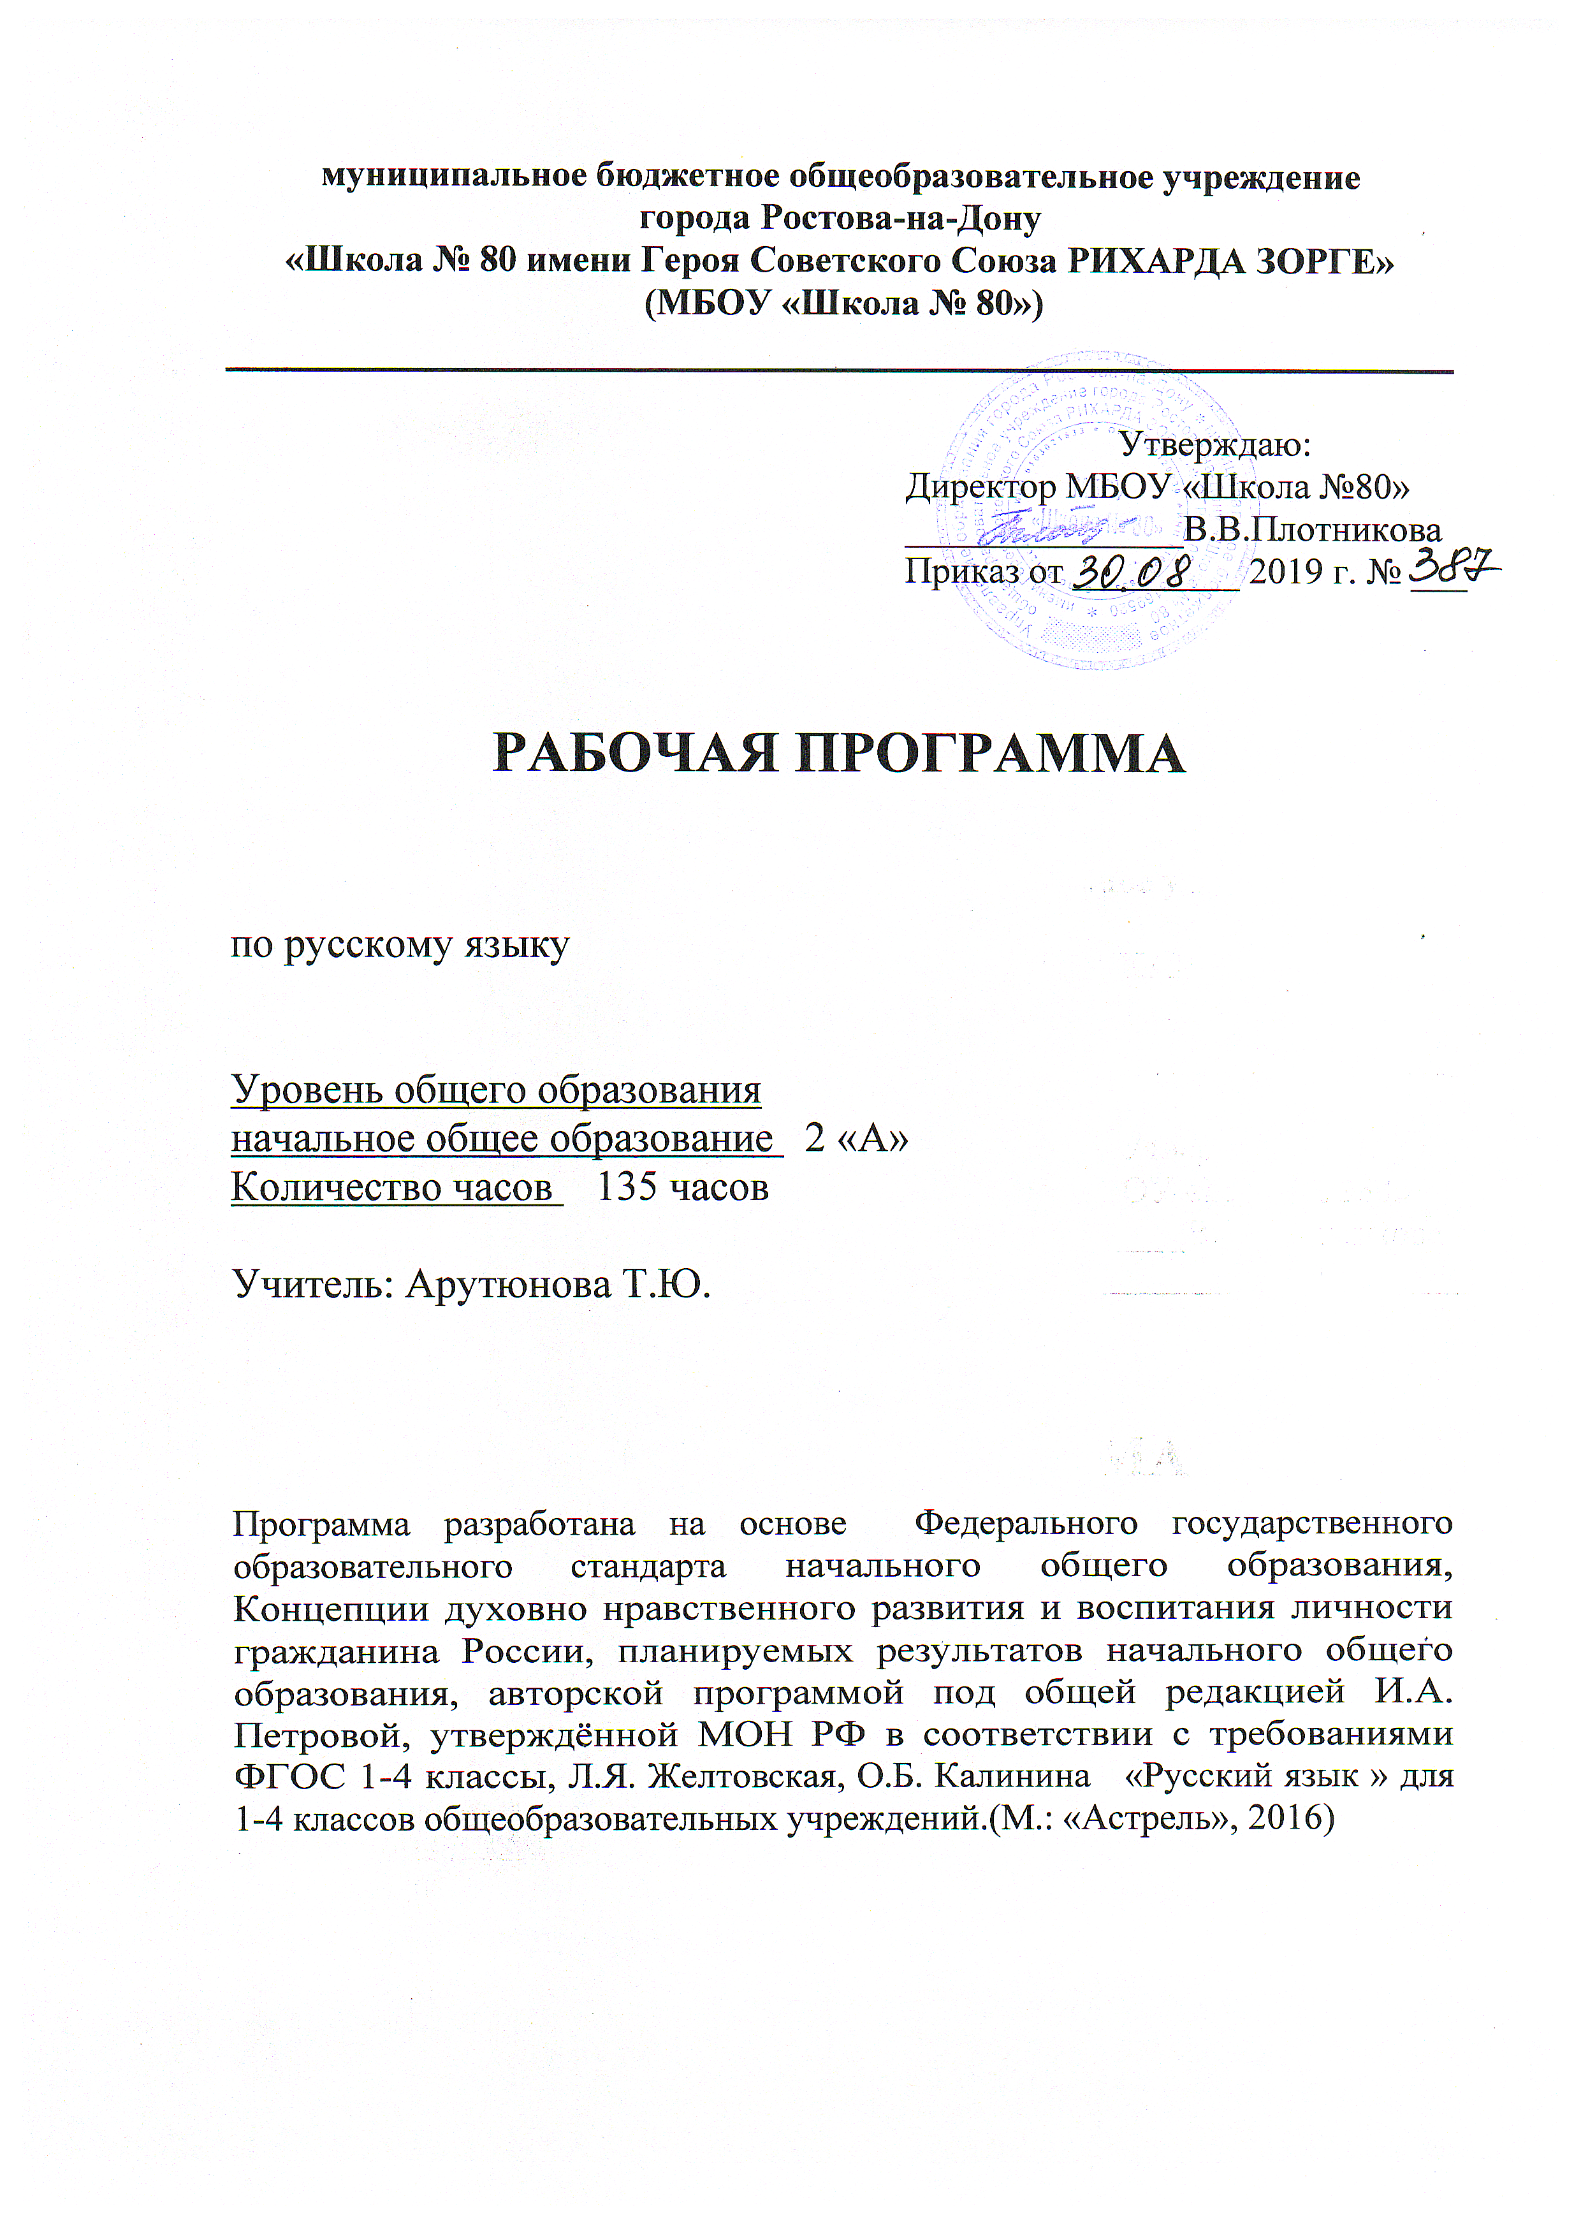 муниципальное бюджетное общеобразовательное учреждение
города Ростова-на-Дону
«Школа № 80 имени Героя Советского Союза РИХАРДА ЗОРГЕ»
(МБОУ «Школа № 80»)
Утверждаю:
Директор МБОУ «Школа №80»
В.В.Плотникова
Приказ от 30.08 2019 г. № 387
РАБОЧАЯ ПРОГРАММА
по русскому языку
Уровень общего образования
начальное общее образование 2 «А»
Количество часов 135 часов
Учитель: Арутюнова Т.Ю.
Программа разработана на основе Федерального государственного
образовательного стандарта начального общего образования,
Концепции духовно нравственного развития и воспитания личности
гражданина России, планируемых результатов начального общего
образования, авторской программой под общей редакцией И.А.
Петровой, утверждённой МОН РФ в соответствии с требованиями
ФГОС 1-4 классы, Л.Я. Желтовская, О.Б. Калинина «Русский язык » для
1-4 классов общеобразовательных учреждений.(М.: «Астрель», 2016)